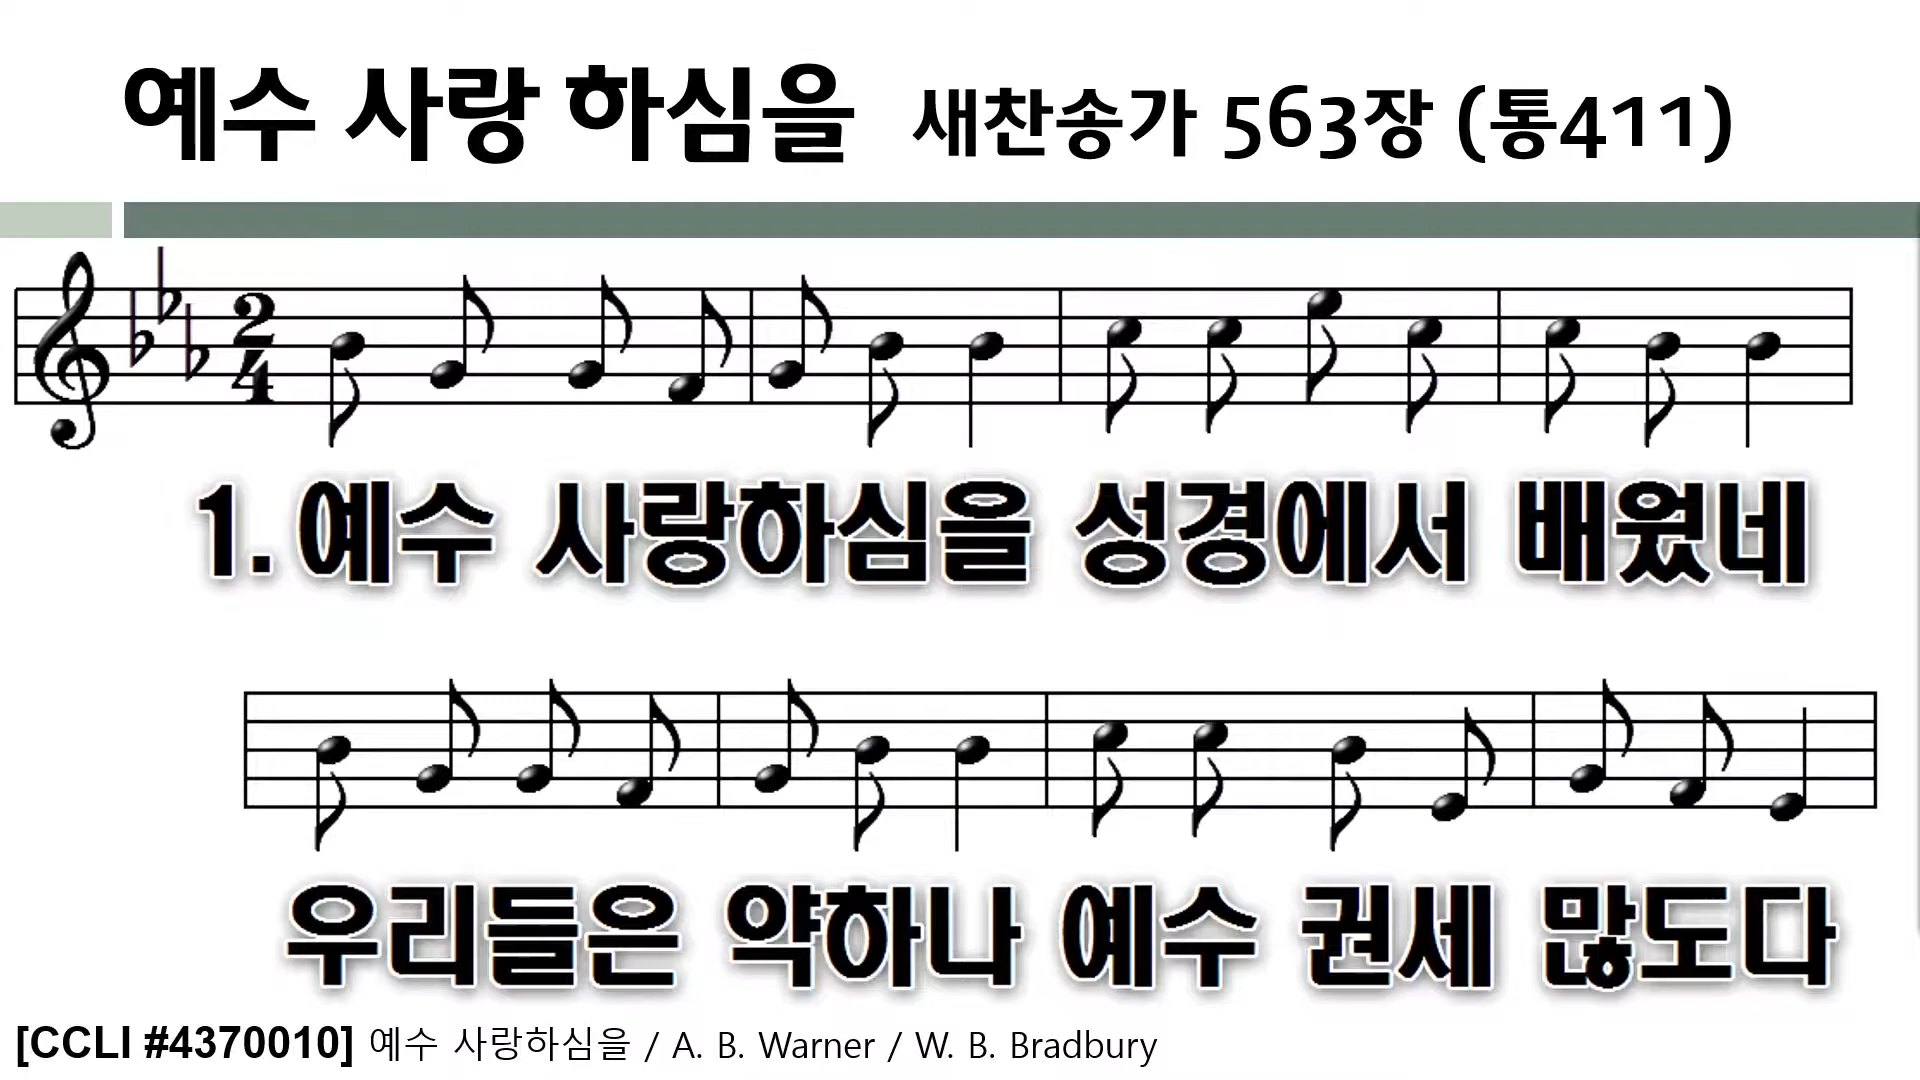 예수 사랑 하심을 새찬송가 563장 (통411)
2
4
1. 예수 사랑하심을 성경에서 배웠네
우리들은 약하나 예수 권세 많도다
[CCLI #4370010] 예수 사랑하심을 / A. B. Warner / W. B. Bradbury